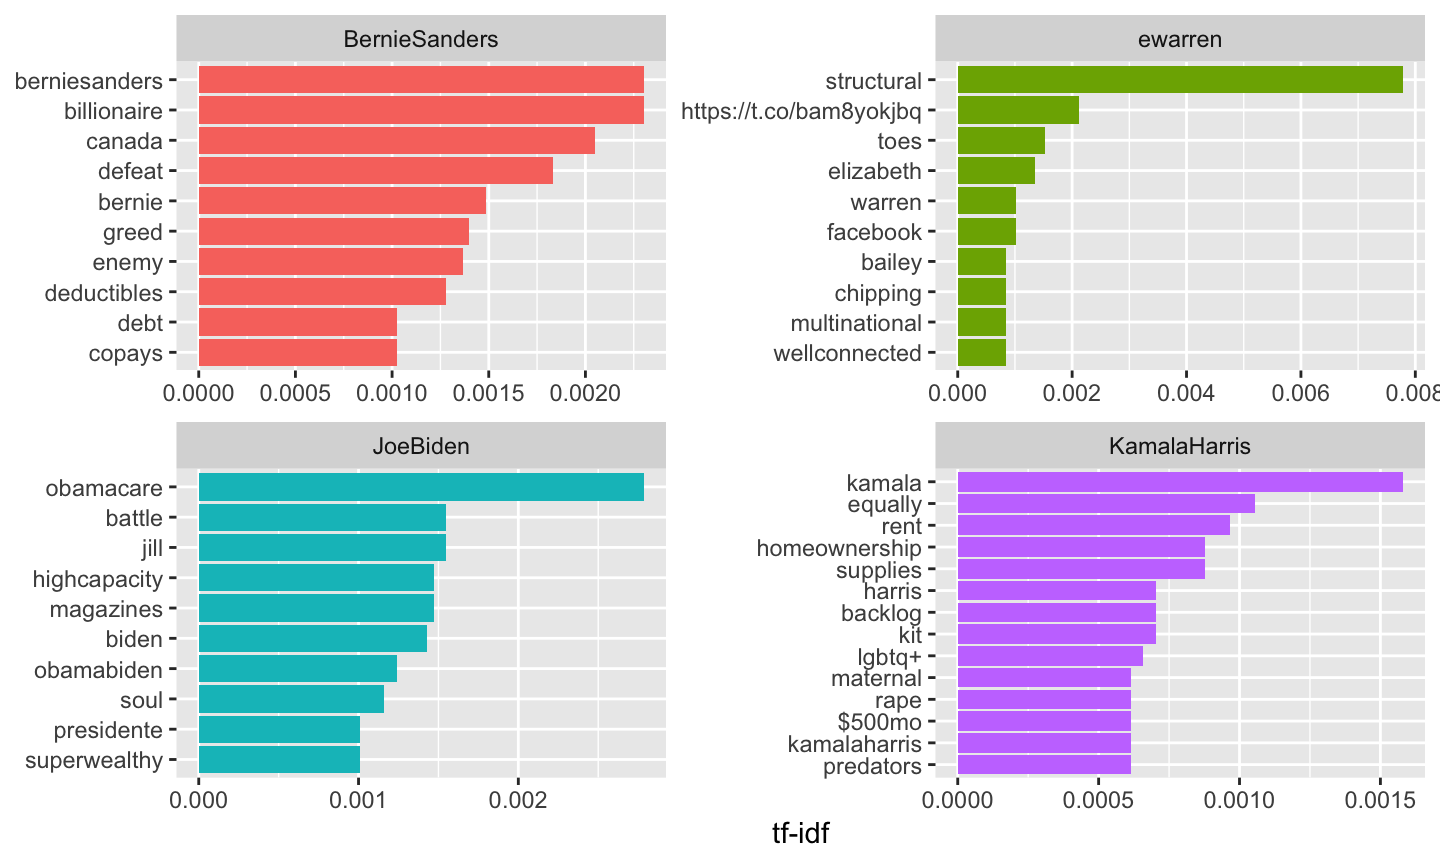 BernieSanders
berniesanders
billionaire
canada
defeat
bernie
greed
enemy
deductibles
debt
copays
0.0000 0.0005 0.0010 0.0015 0.0020
ewarren
structural
https://t.co/bam8yokjbq
toes
elizabeth
warren
facebook
bailey
chipping
multinational
wellconnected
0.000 0.002 0.004 0.006 0.008
JoeBiden
obamacare
battle
jill
highcapacity
magazines
biden
obamabiden
soul
presidente
superwealthy
0.000 0.001 0.002
KamalaHarris
kamala
equally
rent
homeownership
supplies
harris
backlog
kit
lgbtq+
maternal
rape
$500mo
kamalaharris
predators
0.0000 0.0005 0.0010 0.0015
tf-idf